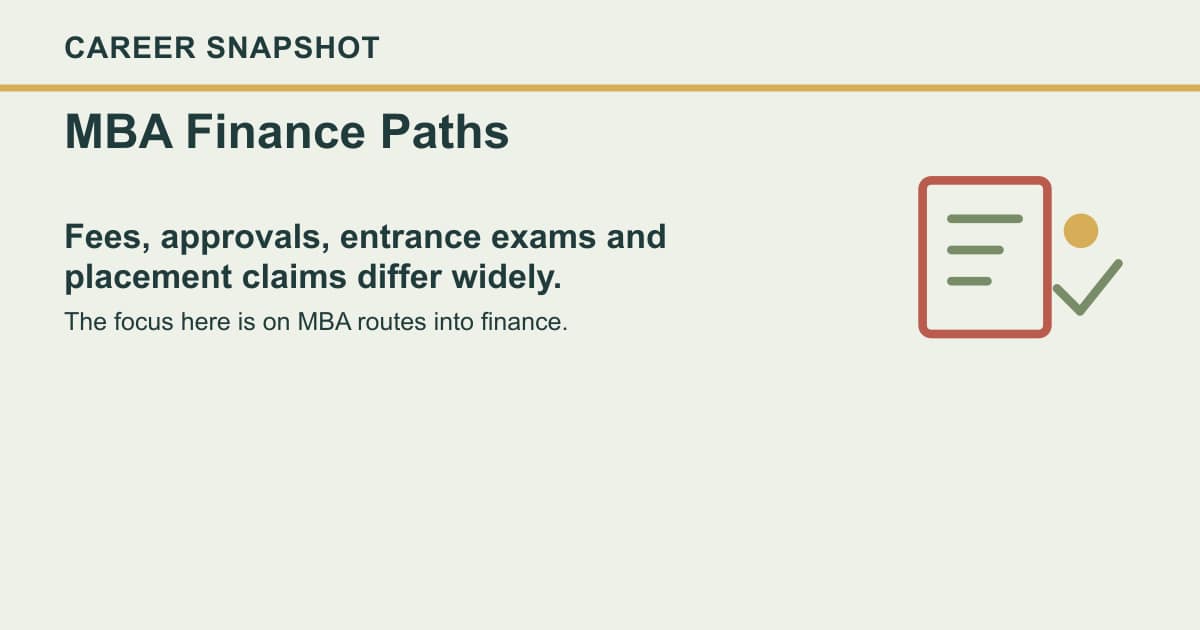 CAREER SNAPSHOT
MBA Finance Paths
Fees, approvals, entrance exams and
placement claims differ widely.
The focus here is on MBA routes into finance.